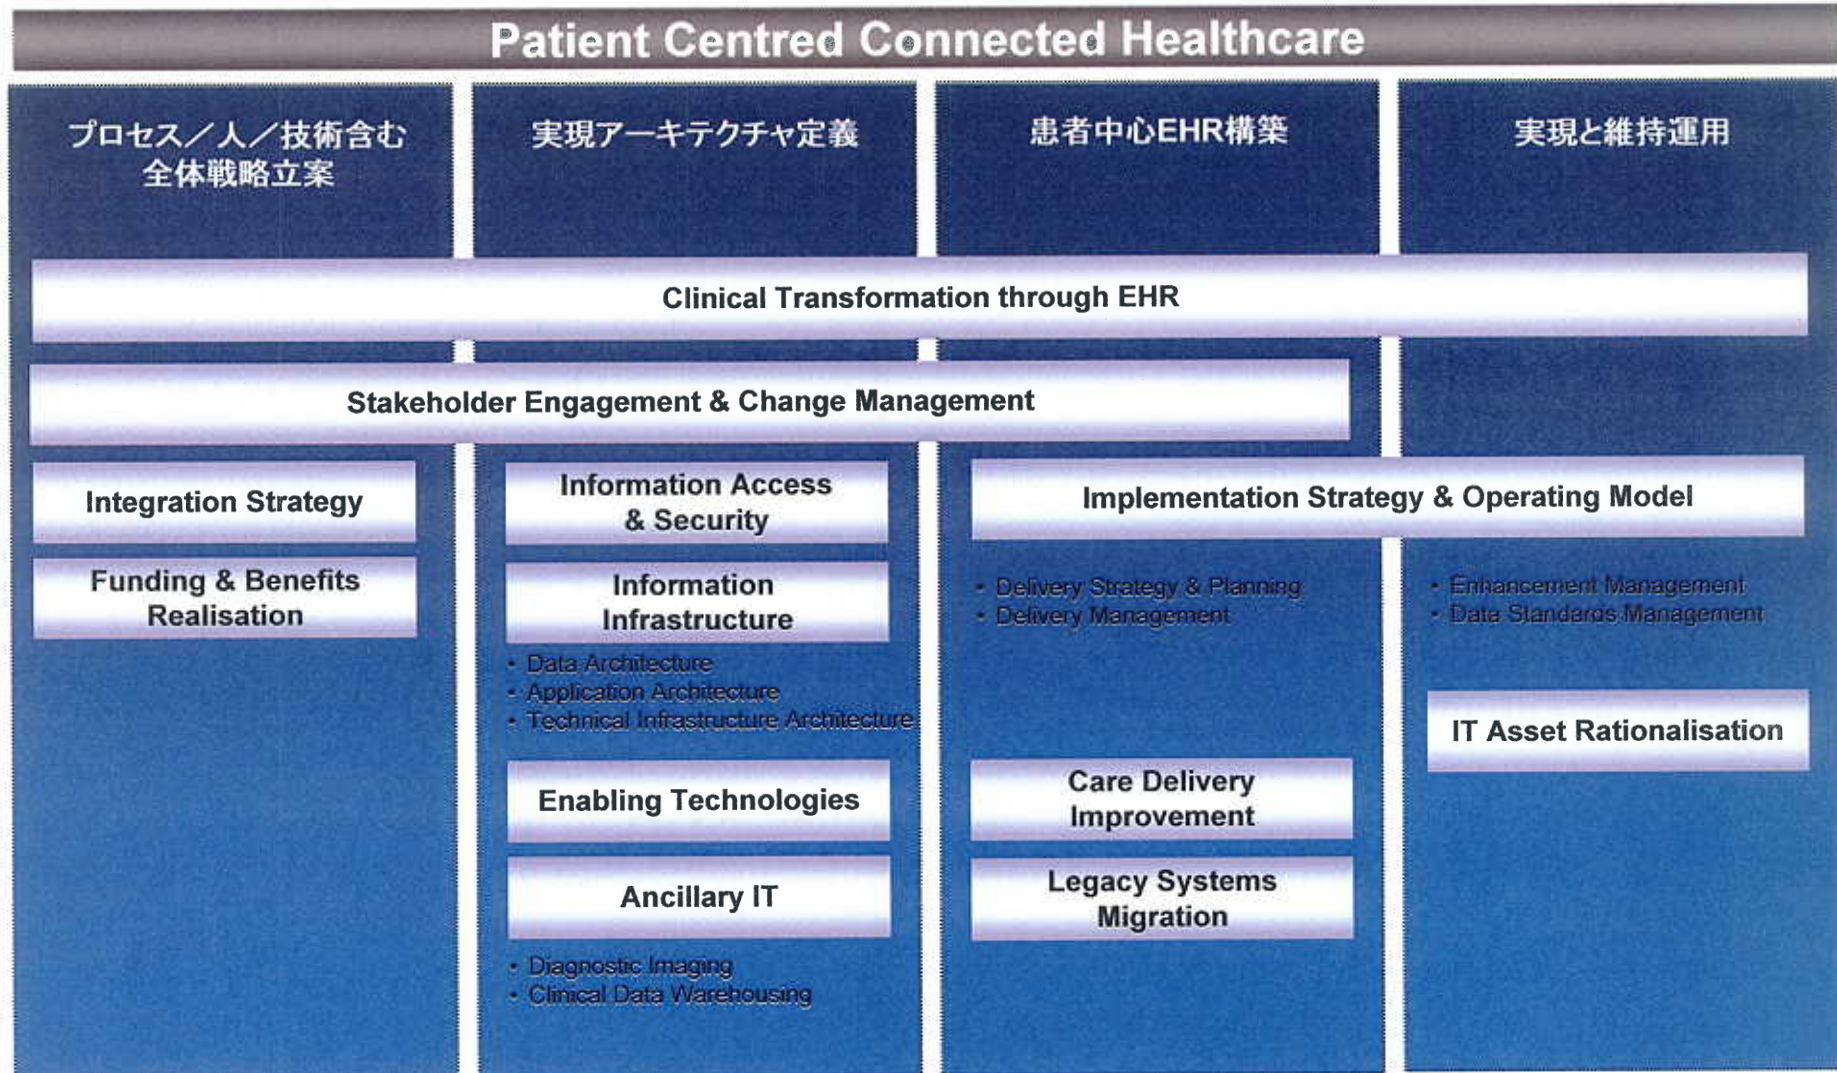 Patient Centred Connected Healthcare
プロセス／人／技術含む
全体戦略立案
実現アーキテクチャ定義
患者中心EHR構築
実現と維持運用
Clinical Transformation through EHR
Stakeholder Engagement & Change Management
Integration Strategy
Funding & Benefits
Realisation
Information Access
& Security
Information
Infrastructure
• Data Architecture
• Application Architecture
• Technical Infrastructure Architecture
Enabling Technologies
Ancillary IT
• Diagnostic Imaging
• Clinical Data Warehousing
Implementation Strategy & Operating Model
• Delivery Strategy & Planning
• Delivery Management
Care Delivery
Improvement
Legacy Systems
Migration
• Enhancement Management
• Data Standards Management
IT Asset Rationalisation